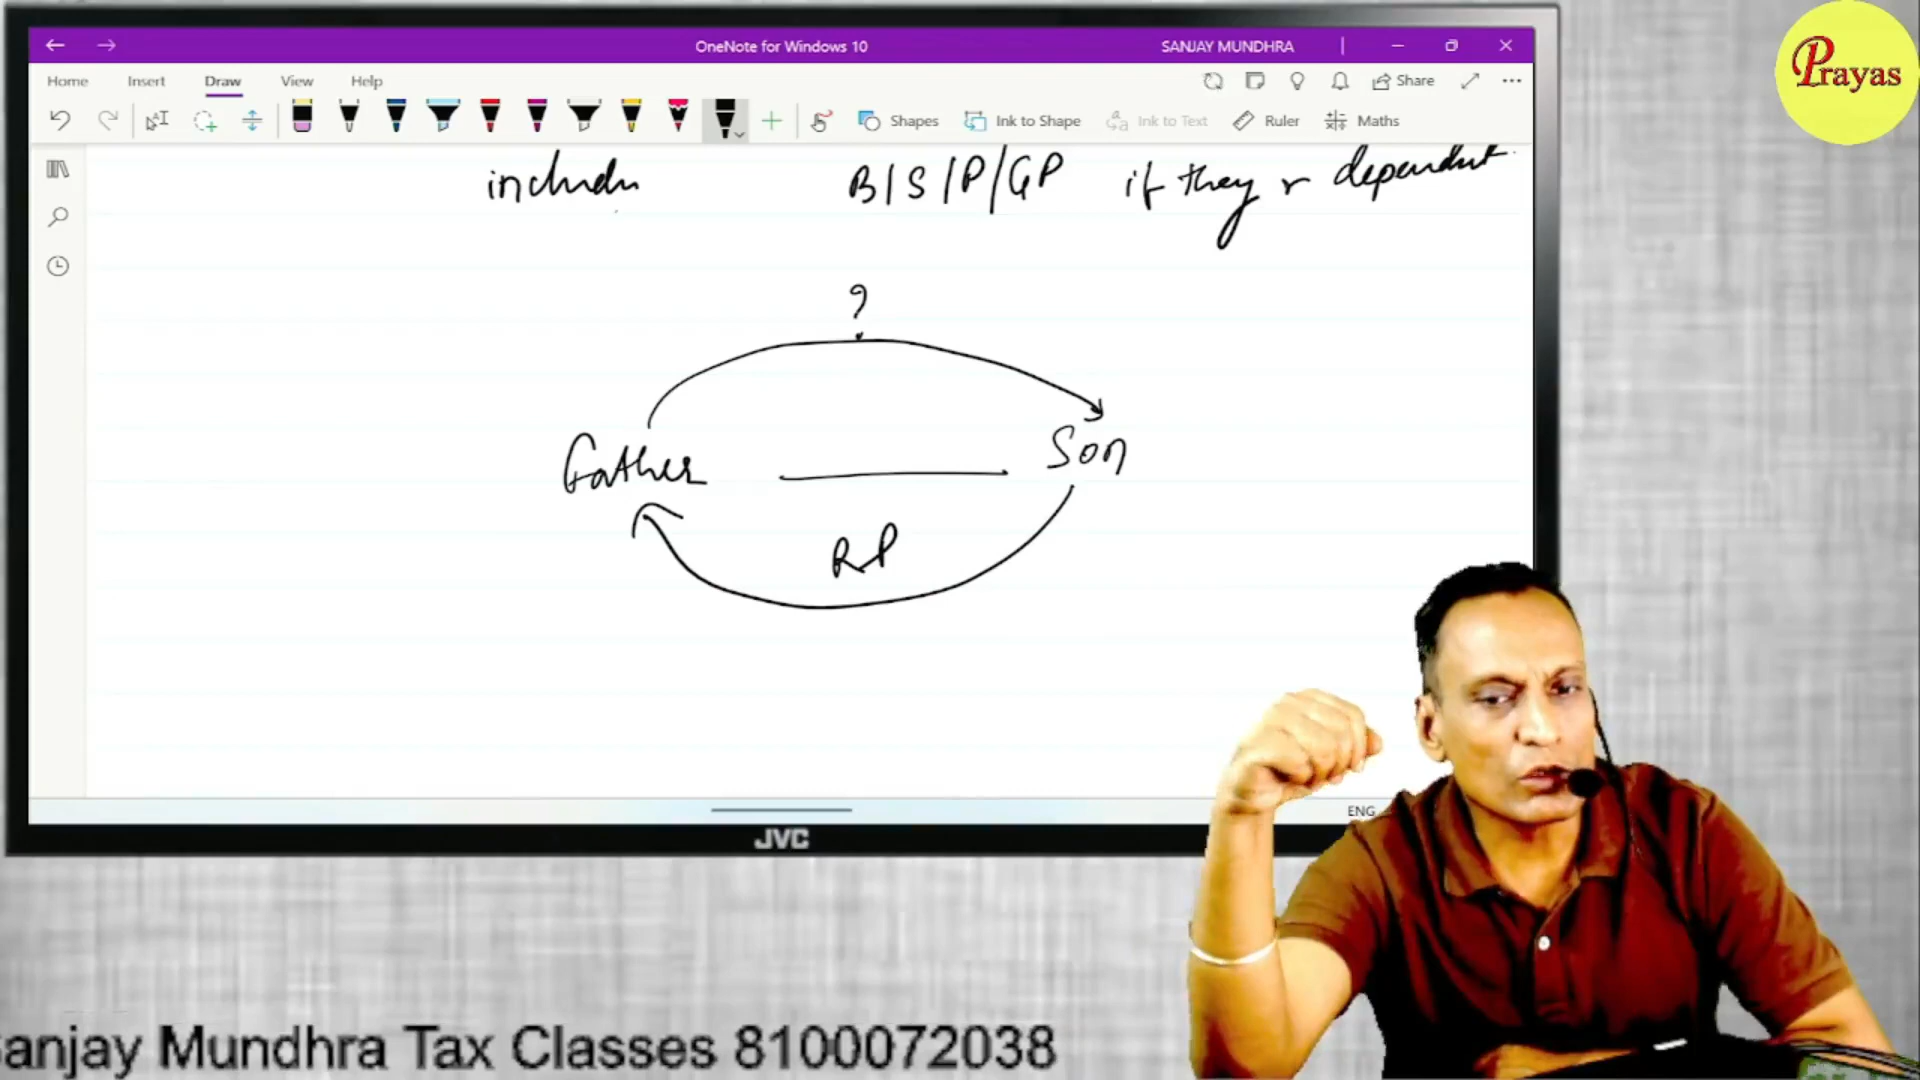 OneNote for Windows 10 SANJAY MUNDHRA
Prayas
Home Insert Draw View Help Share
Shapes Ink to Shape Ink to Text Ruler Maths
include B/S/P/GP if they r dependent.
?
Father Son
RP
ENG
JVC
Sanjay Mundhra Tax Classes 8100072038